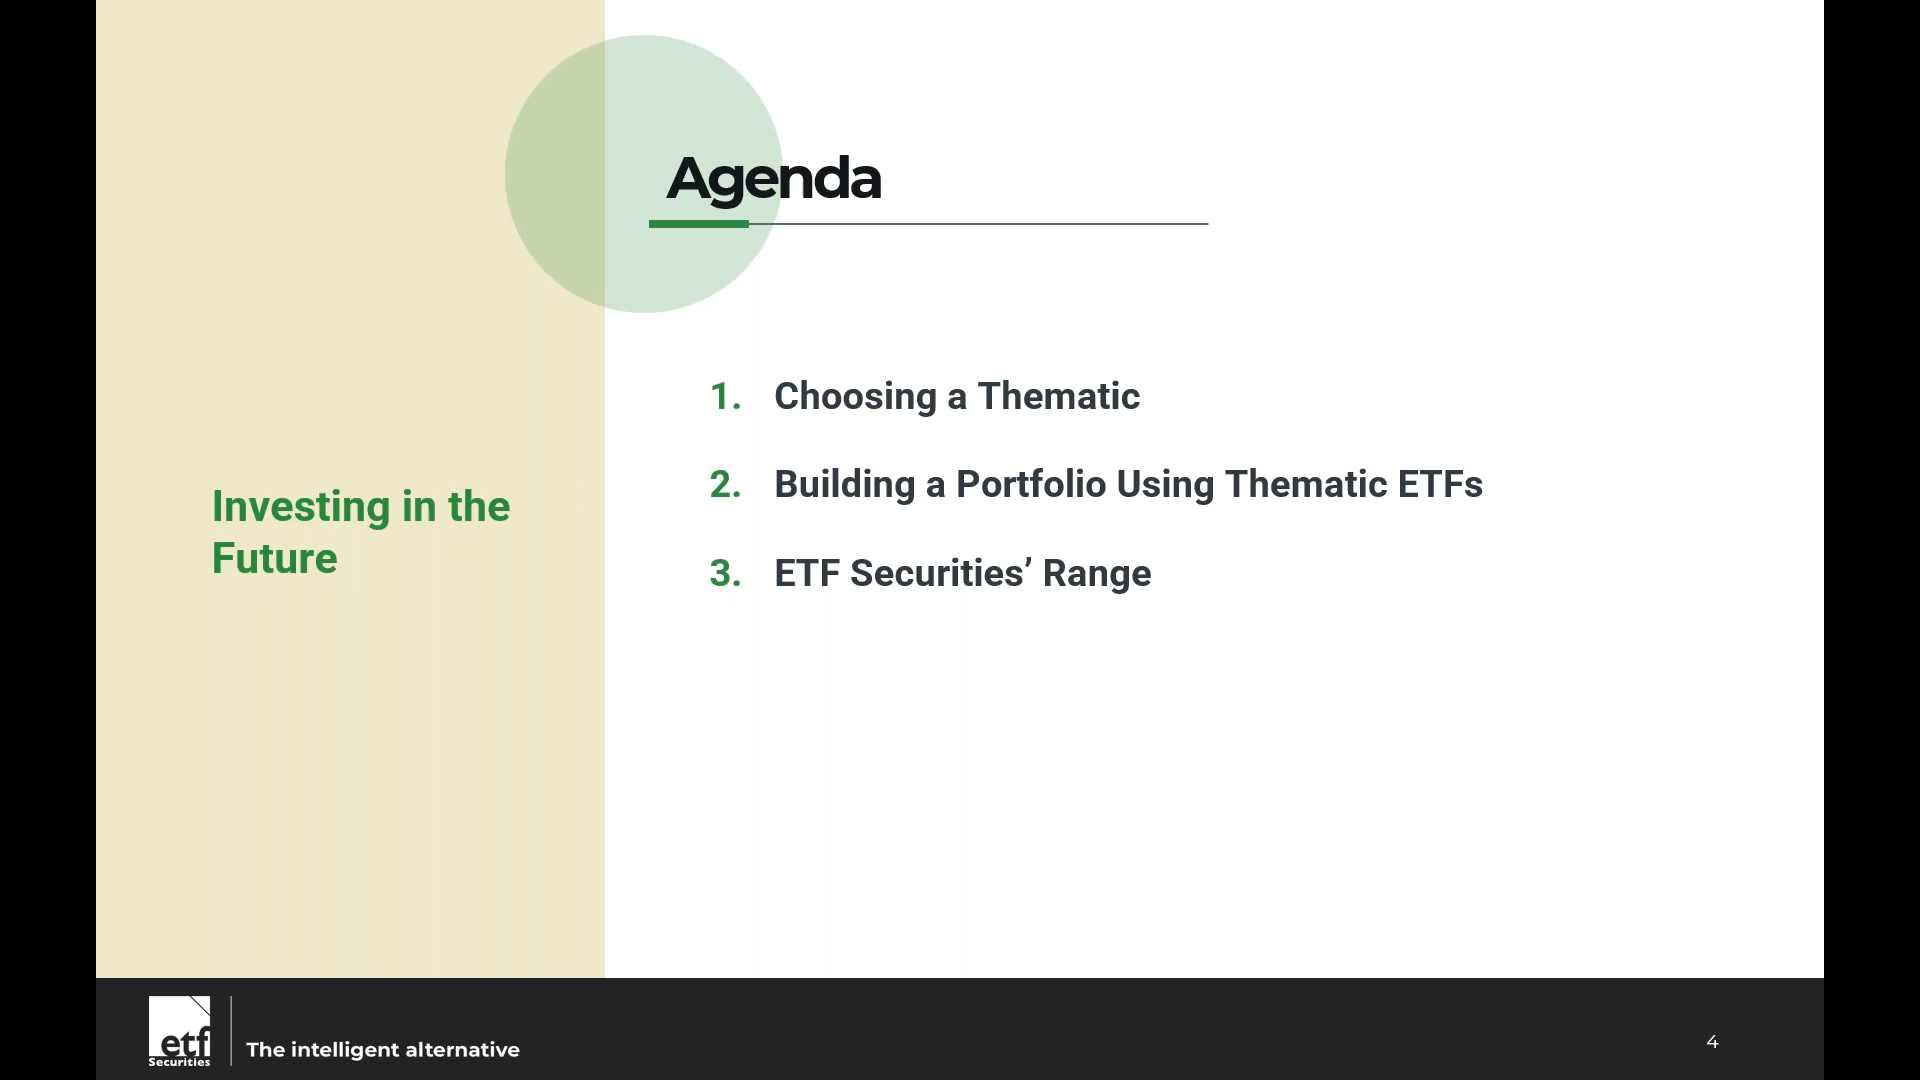 Agenda
Investing in the
Future
1. Choosing a Thematic
2. Building a Portfolio Using Thematic ETFs
3. ETF Securities’ Range
etf
Securities
The intelligent alternative
4